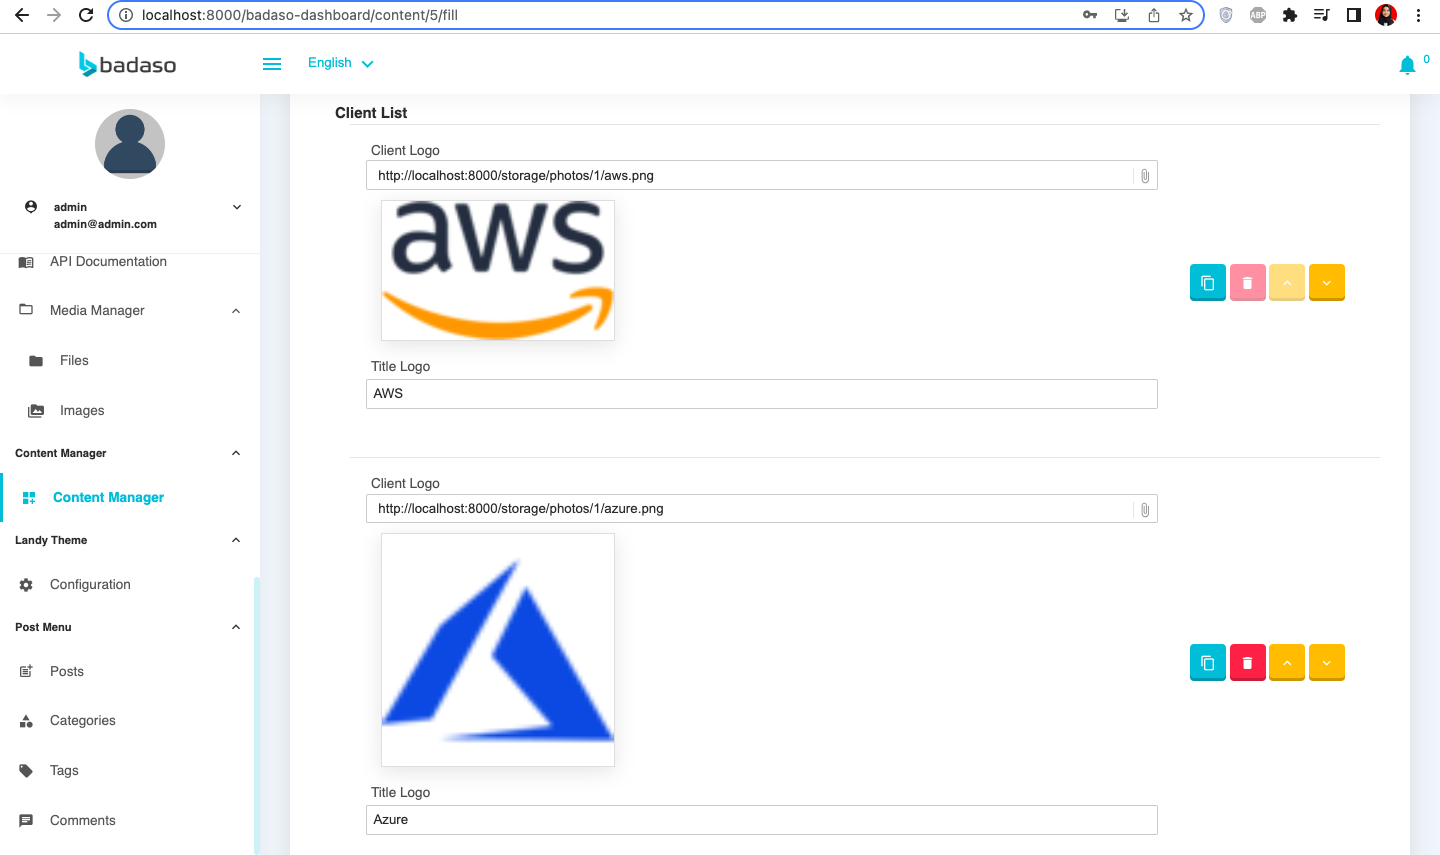 localhost:8000/badaso-dashboard/content/5/fill
ABP
badaso
English
0
admin
admin@admin.com
API Documentation
Media Manager
Files
Images
Content Manager
Content Manager
Landy Theme
Configuration
Post Menu
Posts
Categories
Tags
Comments
Client List
Client Logo
http://localhost:8000/storage/photos/1/aws.png
aws
Title Logo
AWS
Client Logo
http://localhost:8000/storage/photos/1/azure.png
Title Logo
Azure